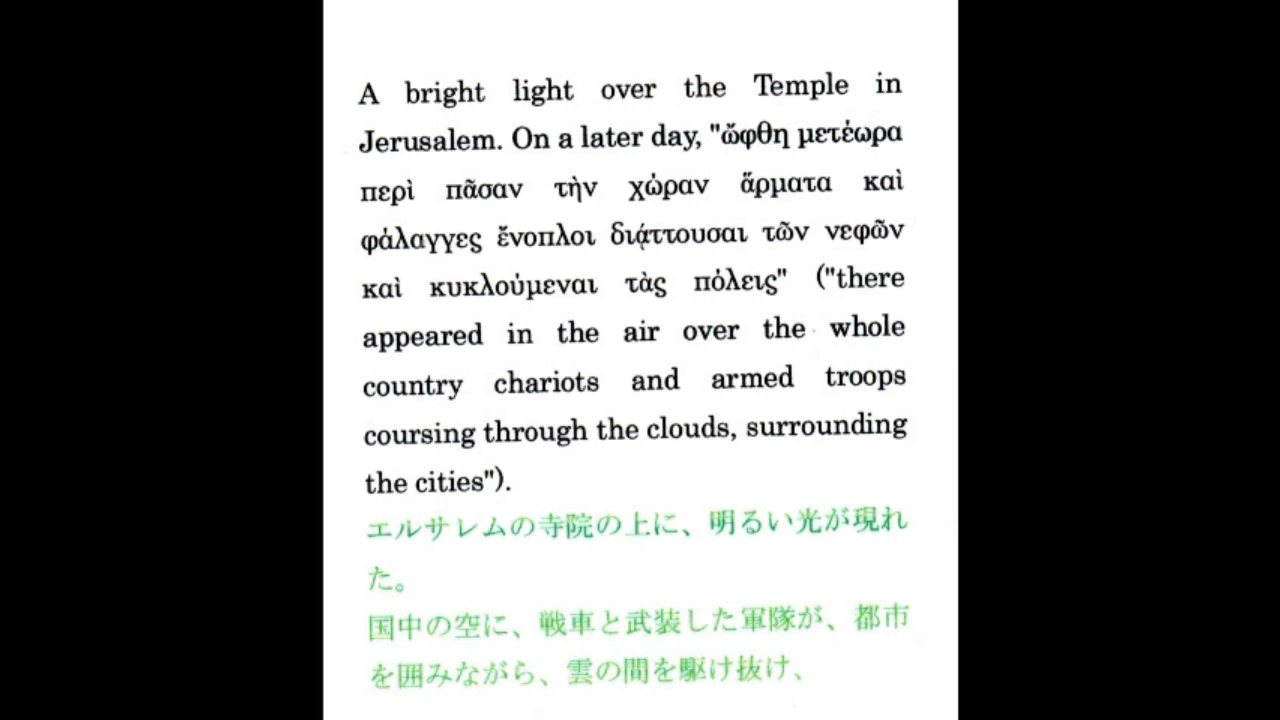 A bright light over the Temple in
Jerusalem. On a later day, "ὤφθη μετέωρα
περὶ πᾶσαν τὴν χώραν ἅρματα καὶ
φάλαγγες ἔνοπλοι διᾴττουσαι τῶν νεφῶν
καὶ κυκλούμεναι τὰς πόλεις" ("there
appeared in the air over the whole
country chariots and armed troops
coursing through the clouds, surrounding
the cities").
エルサレムの寺院の上に、明るい光が現れ
た。
国中の空に、戦車と武装した軍隊が、都市
を囲みながら、雲の間を駆け抜け、